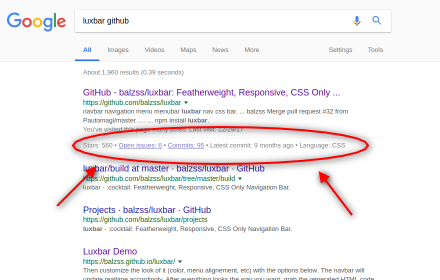 Google
luxbar github
All Images Videos Maps News More Settings Tools
About 1,960 results (0,39 seconds)
GitHub - balzss/luxbar: Featherweight, Responsive, CSS Only ...
https://github.com/balzss/luxbar
navbar navigation menu menubar luxbar nav css bar. ... balzss Merge pull request #32 from
Pautomagi/master ..... ... npm install luxbar.
You've visited this page many times. Last visit: 12/29/17
Stars: 560 • Open issues: 6 • Commits: 95 • Latest commit: 9 months ago • Language: CSS
luxbar/build at master · balzss/luxbar · GitHub
https://github.com/balzss/luxbar/tree/master/build
luxbar - :cocktail: Featherweight, Responsive, CSS Only Navigation Bar.
Projects · balzss/luxbar · GitHub
https://github.com/balzss/luxbar/projects
luxbar - :cocktail: Featherweight, Responsive, CSS Only Navigation Bar.
Luxbar Demo
https://balzss.github.io/luxbar/
Then customize the look of it (color, menu alignement, etc) with the options below. The navbar will
update realtime accordingly. After everything looks the way you want, grab the generated HTML code